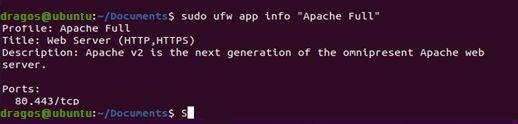 dragos@ubuntu:~/Documents$ sudo ufw app info "Apache Full"
Profile: Apache Full
Title: Web Server (HTTP,HTTPS)
Description: Apache v2 is the next generation of the omnipresent Apache web
server.
Ports:
80,443/tcp
dragos@ubuntu:~/Documents$ S